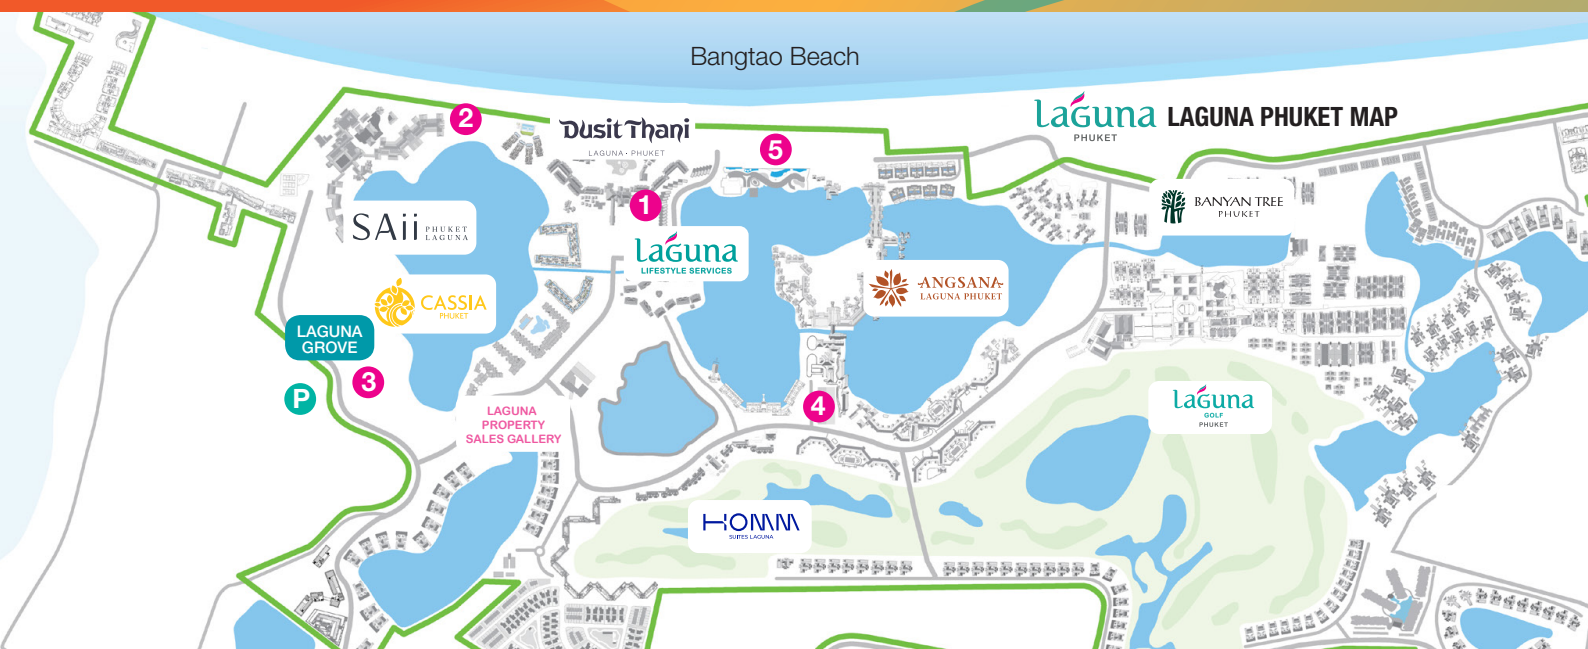 Bangtao Beach
laguna
PHUKET
LAGUNA PHUKET MAP
2
Dusit Thani
LAGUNA · PHUKET
5
1
BANYAN TREE
PHUKET
SAii PHUKET
LAGUNA
laguna
LIFESTYLE SERVICES
ANGSANA
LAGUNA PHUKET
CASSIA
PHUKET
LAGUNA
GROVE
3
P
4
LAGUNA
PROPERTY
SALES GALLERY
laguna
GOLF
PHUKET
HOMM
SUITES LAGUNA